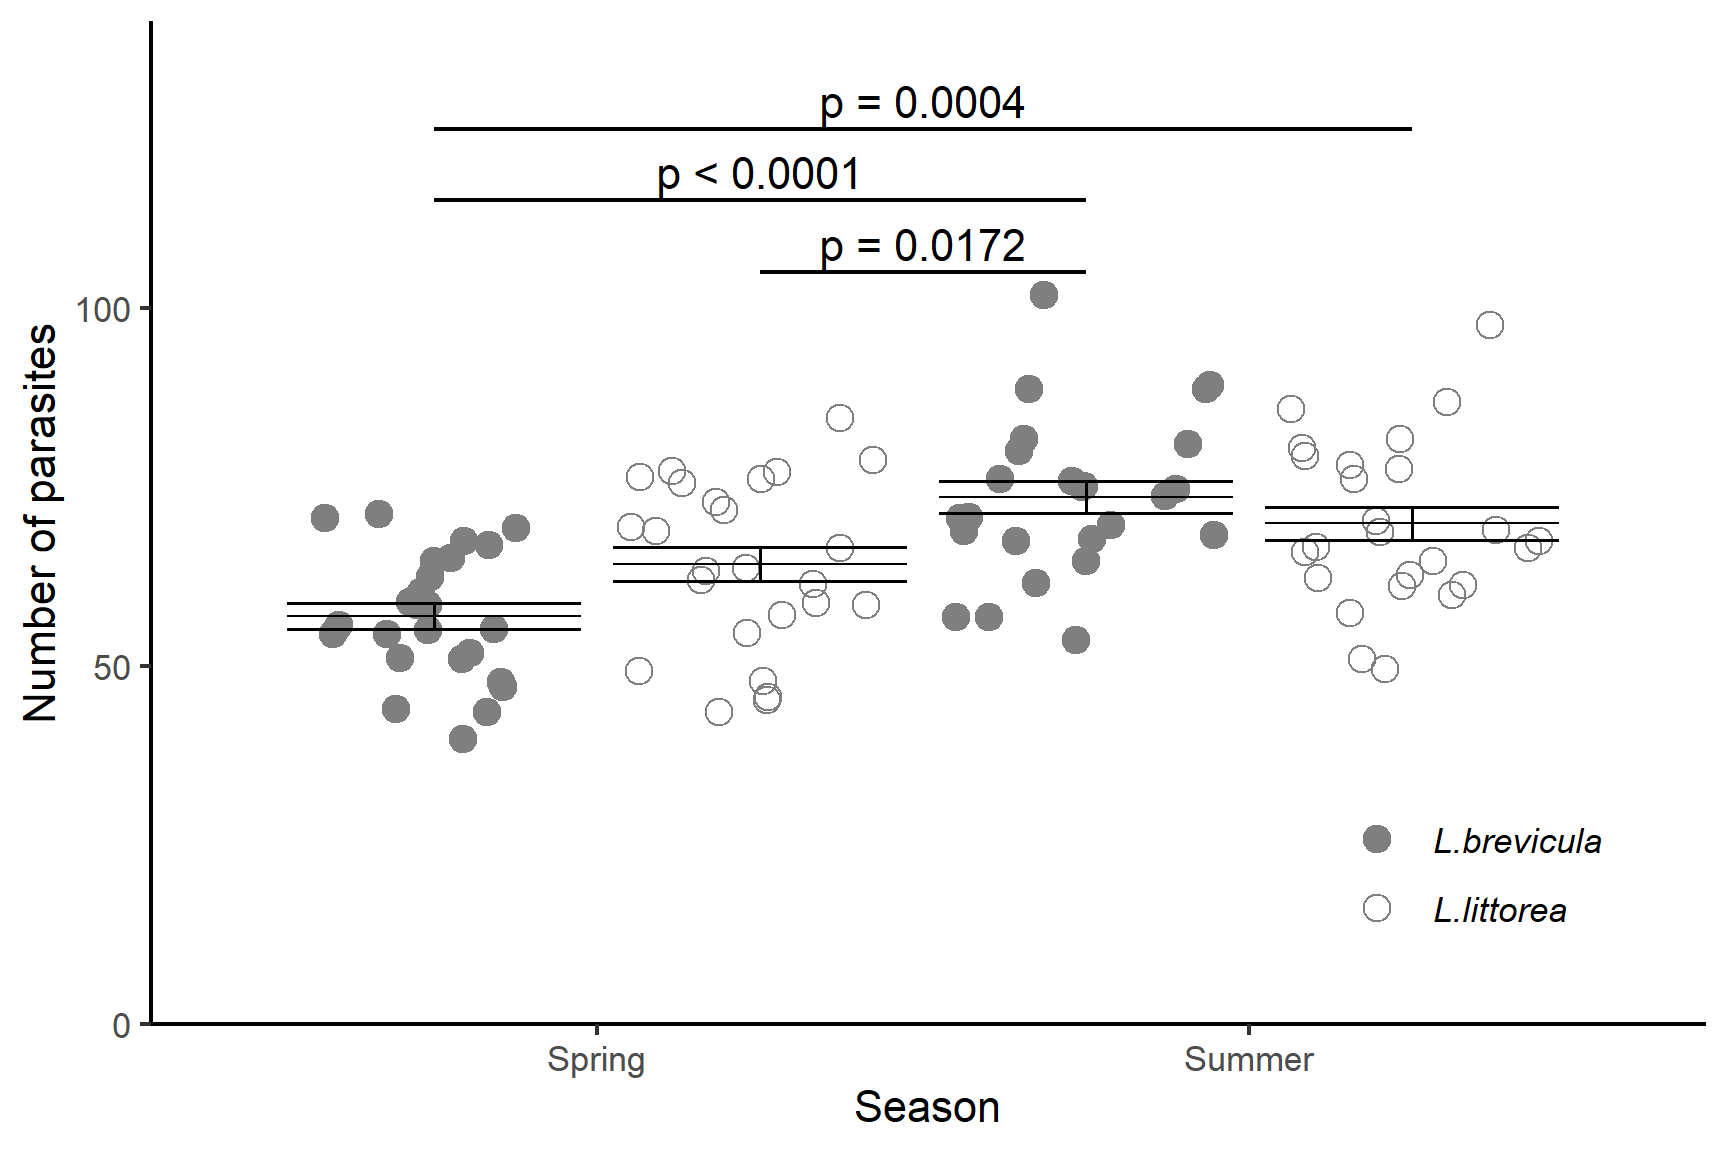 p = 0.0004
p < 0.0001
p = 0.0172
100
50
0
Number of parasites
L.brevicula
L.littorea
Spring
Summer
Season